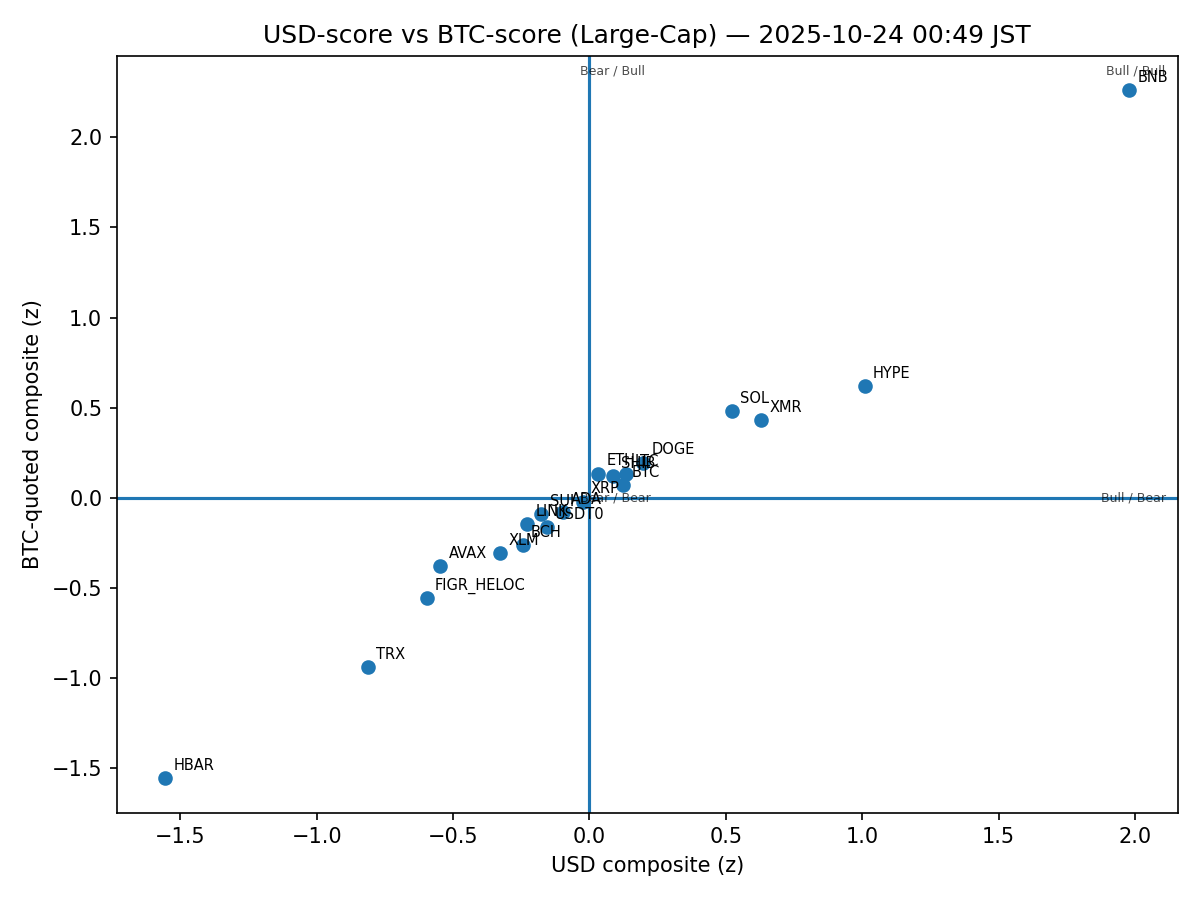 USD-score vs BTC-score (Large-Cap) — 2025-10-24 00:49 JST
Bear / Bull
Bull / Bull
BNB
2.0
1.5
1.0
0.5
0.0
−0.5
−1.0
−1.5
BTC-quoted composite (z)
HYPE
SOL
XMR
DOGE
ETH
LTC
SHIB
BTC
XRP
ADA
Bear / Bear
Bull / Bear
SUI
LINK
USDT0
BCH
XLM
AVAX
FIGR_HELOC
TRX
HBAR
−1.5
−1.0
−0.5
0.0
0.5
1.0
1.5
2.0
USD composite (z)